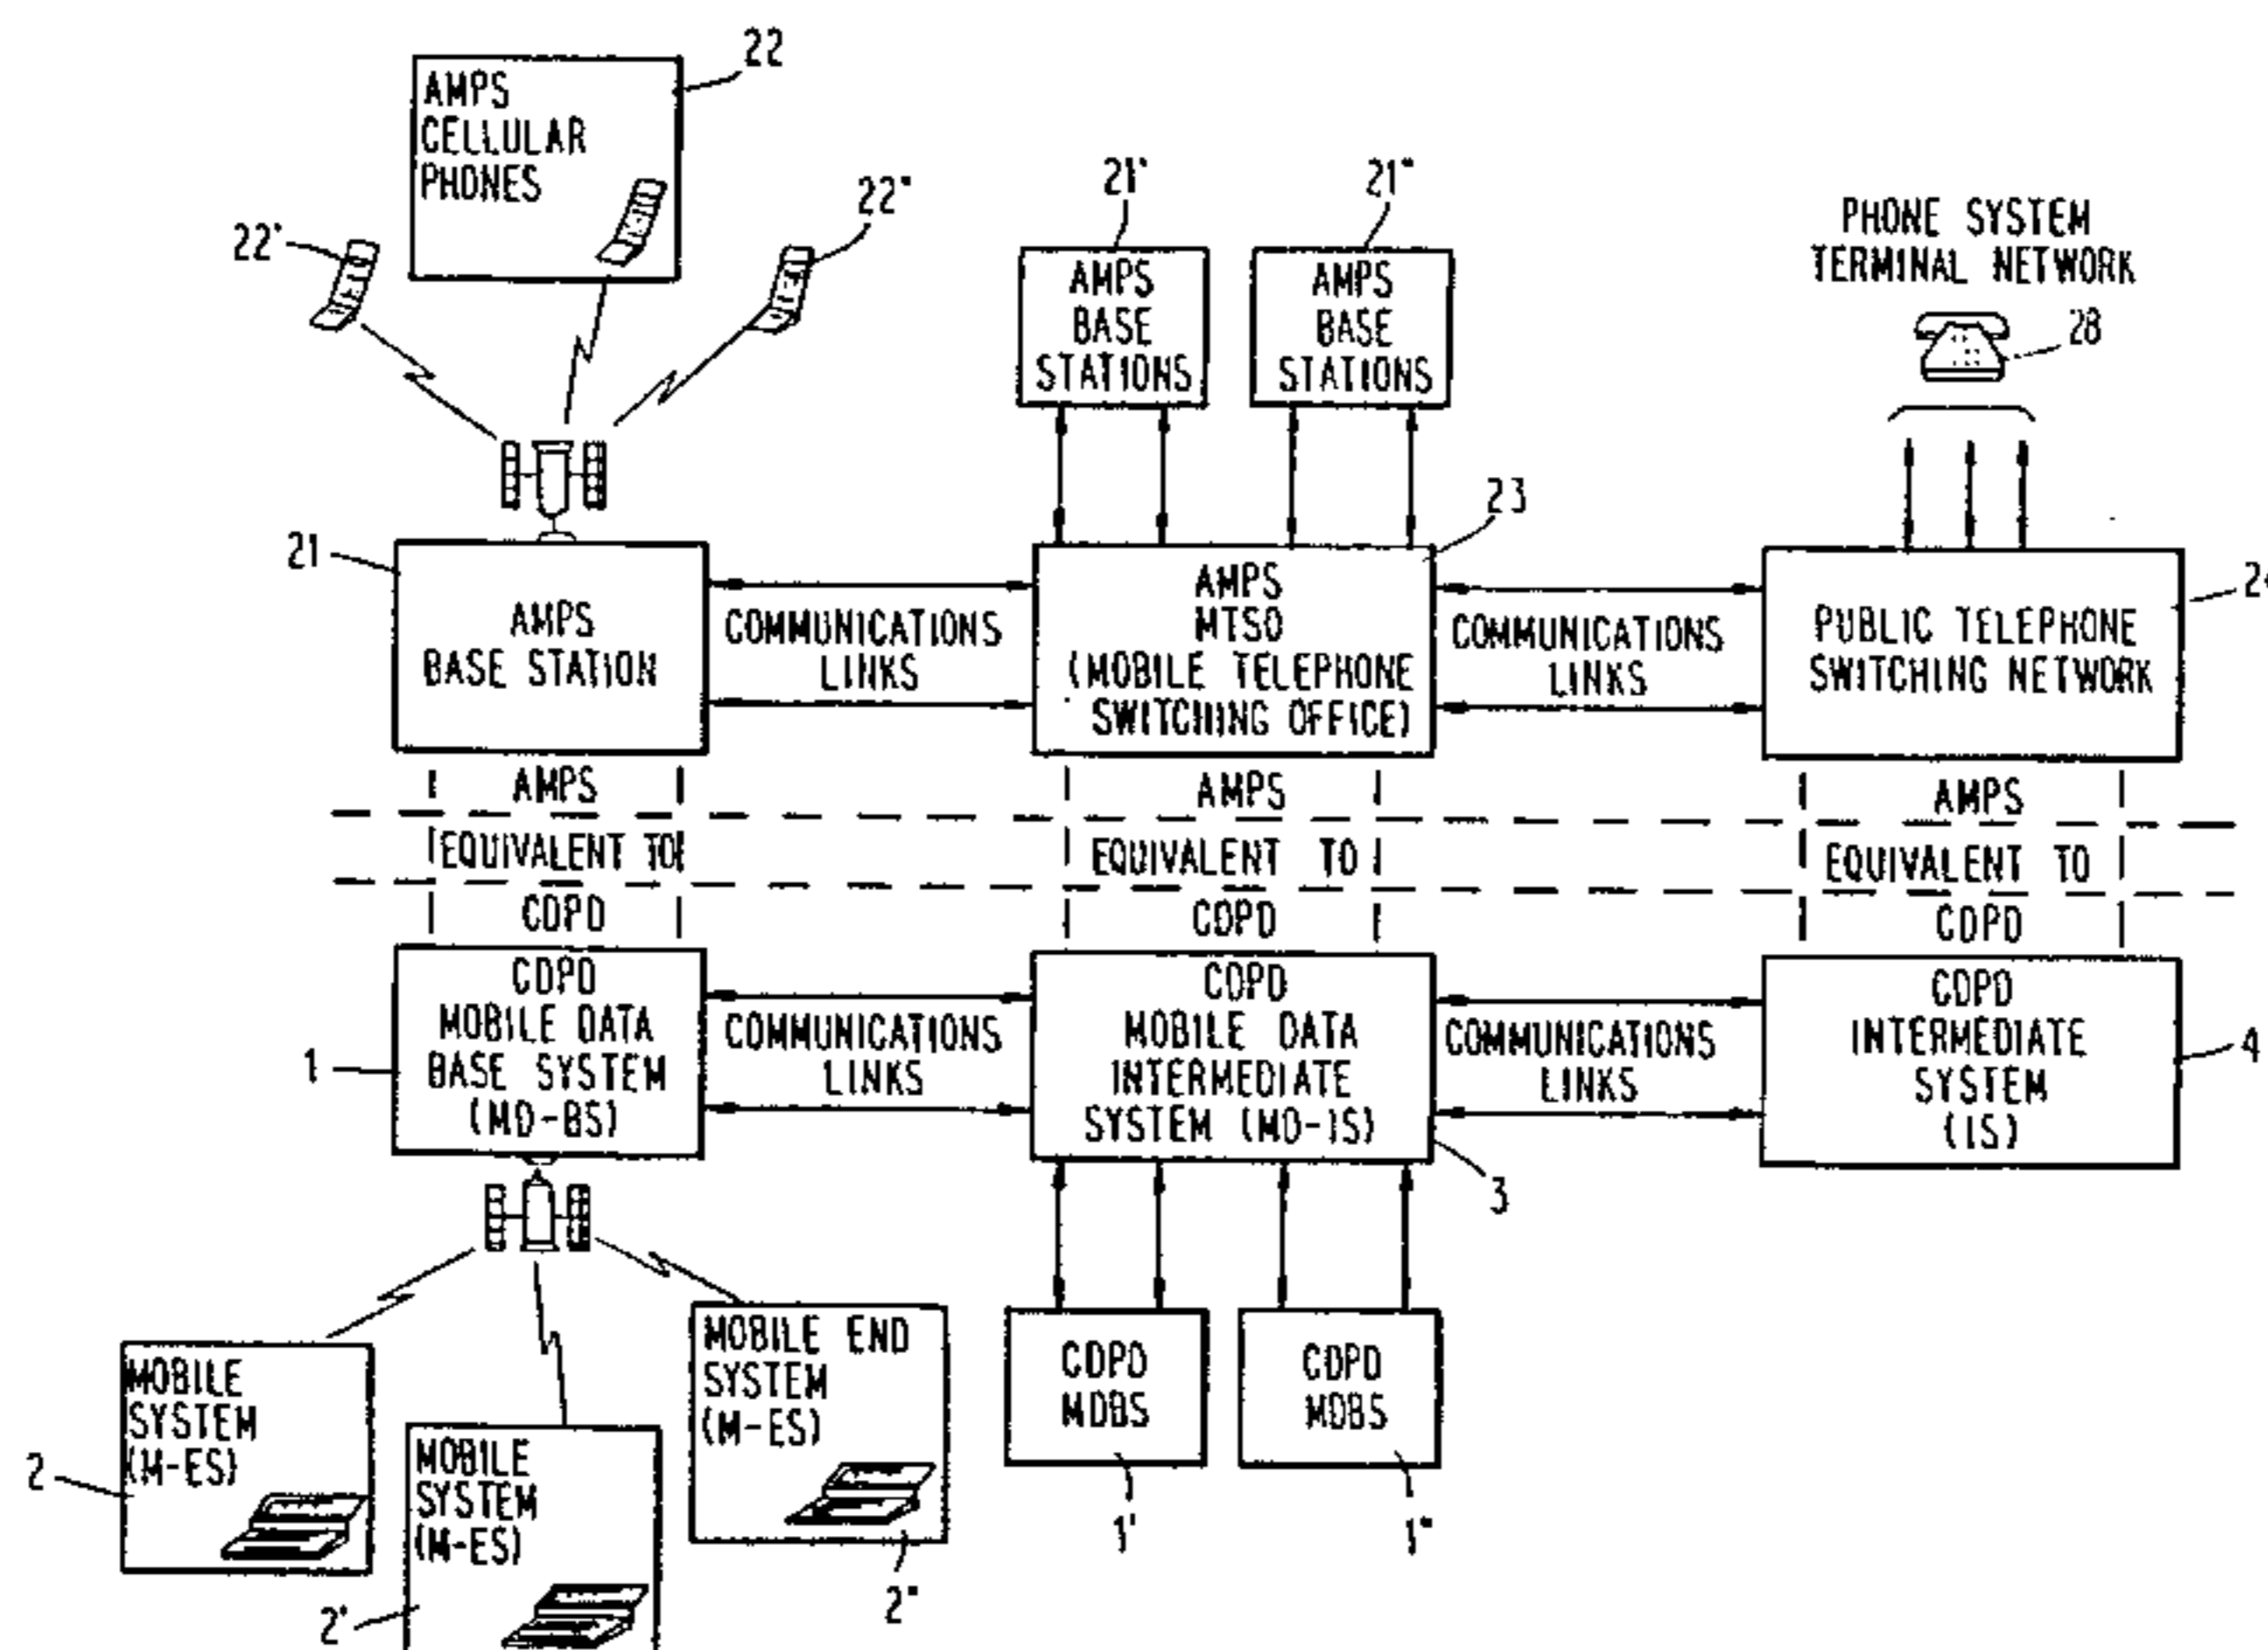 22
AMPS
CELLULAR
PHONES
22'
22"
21'
21"
AMPS
BASE
STATIONS
AMPS
BASE
STATIONS
PHONE SYSTEM
TERMINAL NETWORK
28
21
AMPS
BASE STATION
COMMUNICATIONS
LINKS
23
AMPS
MTSO
(MOBILE TELEPHONE
SWITCHING OFFICE)
COMMUNICATIONS
LINKS
PUBLIC TELEPHONE
SWITCHING NETWORK
AMPS
AMPS
AMPS
EQUIVALENT TO
EQUIVALENT TO
EQUIVALENT TO
CDPD
CDPD
CDPD
1
CDPD
MOBILE DATA
BASE SYSTEM
(MD-BS)
COMMUNICATIONS
LINKS
CDPD
MOBILE DATA
INTERMEDIATE
SYSTEM (MD-IS)
3
COMMUNICATIONS
LINKS
CDPD
INTERMEDIATE
SYSTEM
(IS)
4
MOBILE
SYSTEM
(M-ES)
2
MOBILE
SYSTEM
(M-ES)
2'
MOBILE END
SYSTEM
(M-ES)
2"
CDPD
MDBS
1'
CDPD
MDBS
1"